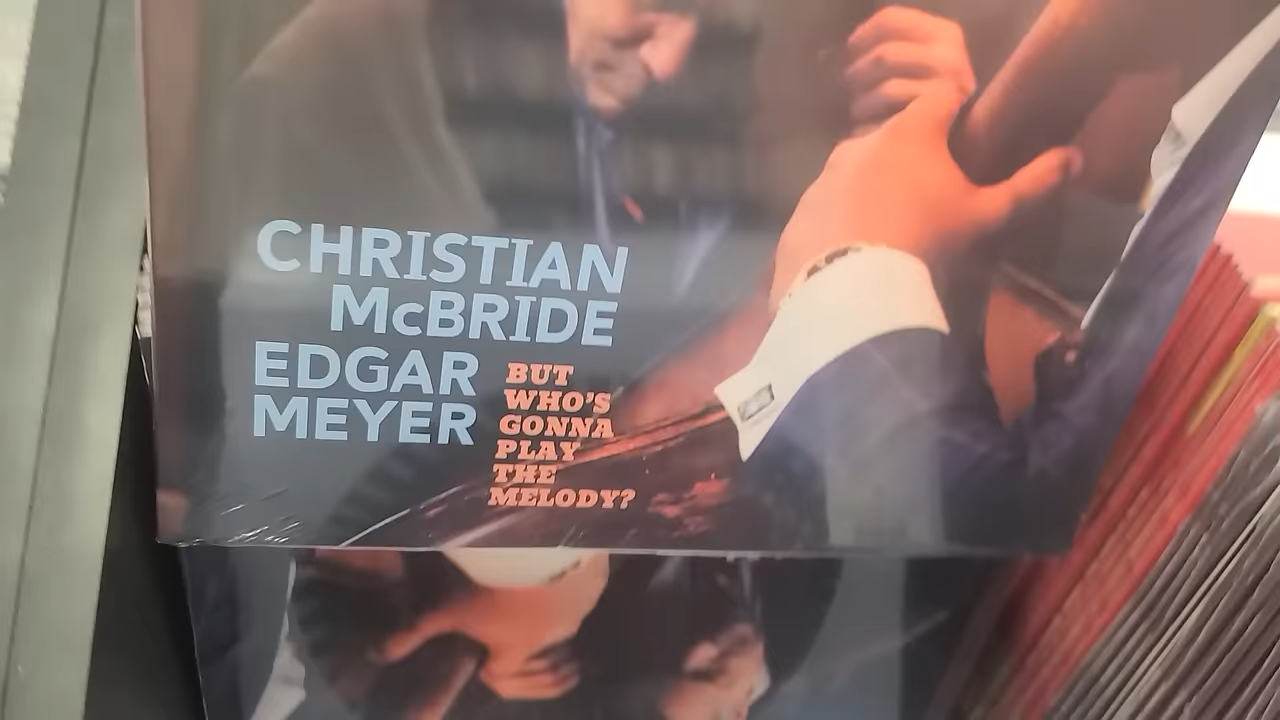 CHRISTIAN
McBRIDE
EDGAR
MEYER
BUT
WHO'S
GONNA
PLAY
THE
MELODY?